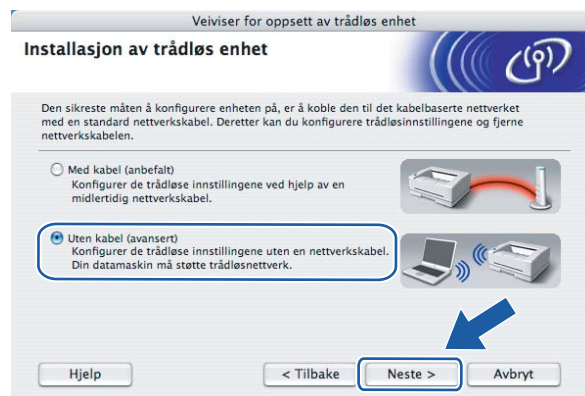 Veiviser for oppsett av trådløs enhet
Installasjon av trådløs enhet
Den sikreste måten å konfigurere enheten på, er å koble den til det kabelbaserte nettverket
med en standard nettverkskabel. Deretter kan du konfigurere trådløsinnstillingene og fjerne
nettverkskabelen.
Med kabel (anbefalt)
Konfigurer de trådløse innstillingene ved hjelp av en
midlertidig nettverkskabel.
Uten kabel (avansert)
Konfigurer de trådløse innstillingene uten en nettverkskabel.
Din datamaskin må støtte trådløsnettverk.
Hjelp
< Tilbake
Neste >
Avbryt